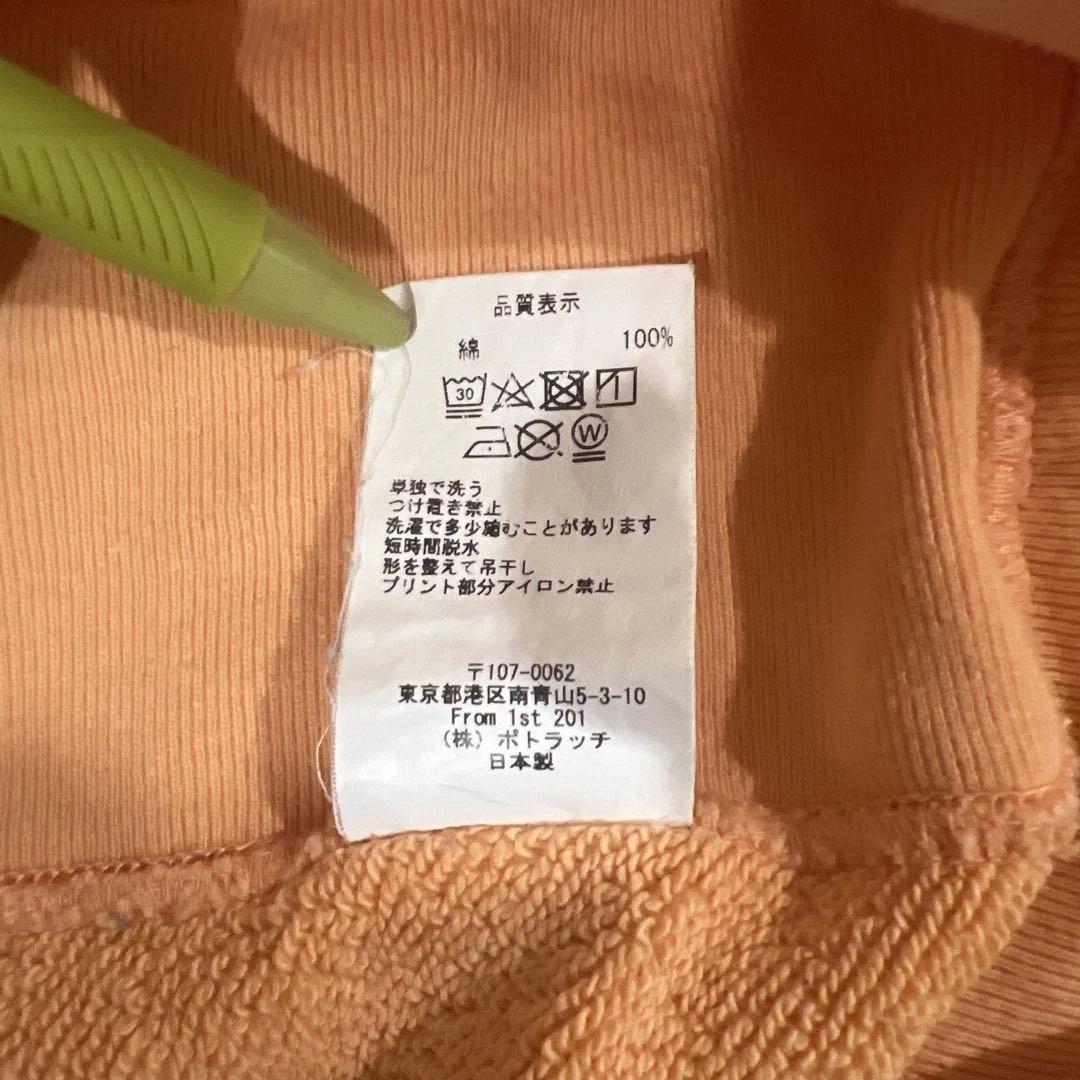 品質表示
綿 100%
30
W
単独で洗う
つけ置き禁止
洗濯で多少縮むことがあります
短時間脱水
形を整えて吊干し
プリント部分アイロン禁止
〒107-0062
東京都港区南青山5-3-10
From 1st 201
(株) ポトラッチ
日本製